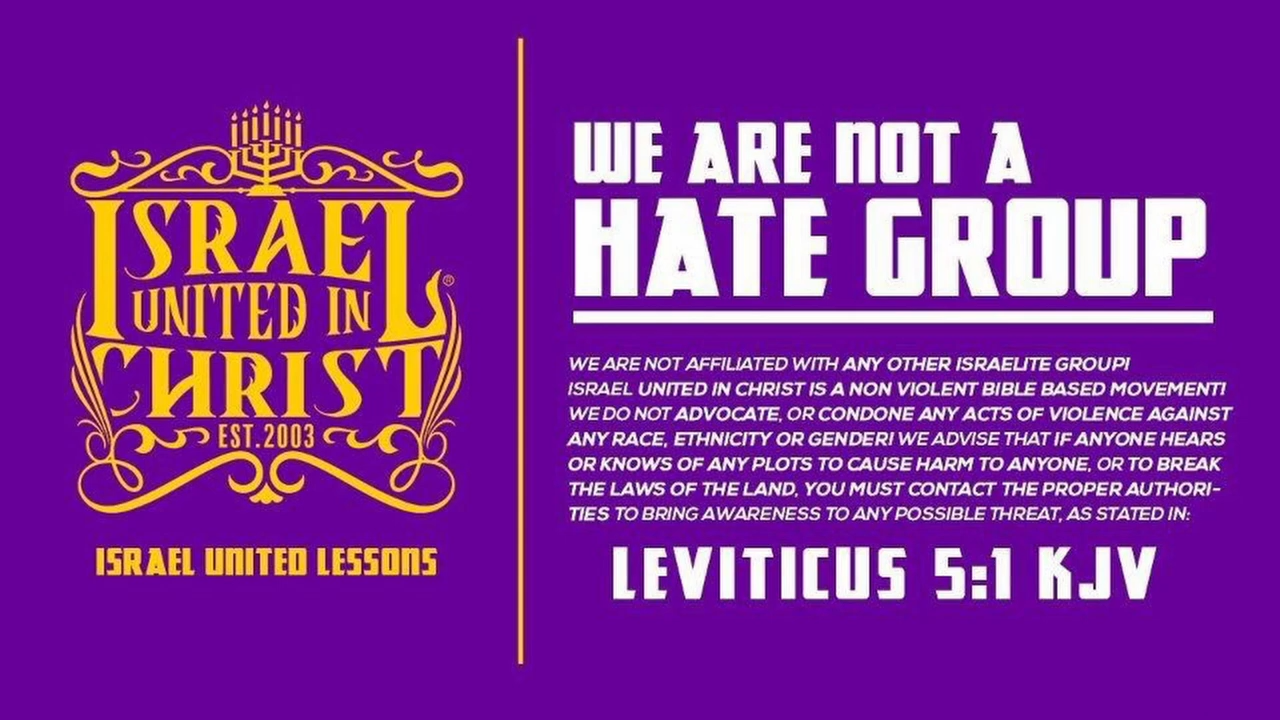 ISRAEL
UNITED IN
CHRIST
®
EST. 2003
ISRAEL UNITED LESSONS
WE ARE NOT A
HATE GROUP
WE ARE NOT AFFILIATED WITH ANY OTHER ISRAELITE GROUP!
ISRAEL UNITED IN CHRIST IS A NON VIOLENT BIBLE BASED MOVEMENT!
WE DO NOT ADVOCATE, OR CONDONE ANY ACTS OF VIOLENCE AGAINST
ANY RACE, ETHNICITY OR GENDER! WE ADVISE THAT IF ANYONE HEARS
OR KNOWS OF ANY PLOTS TO CAUSE HARM TO ANYONE, OR TO BREAK
THE LAWS OF THE LAND, YOU MUST CONTACT THE PROPER AUTHORI-
TIES TO BRING AWARENESS TO ANY POSSIBLE THREAT, AS STATED IN:
LEVITICUS 5:1 KJV